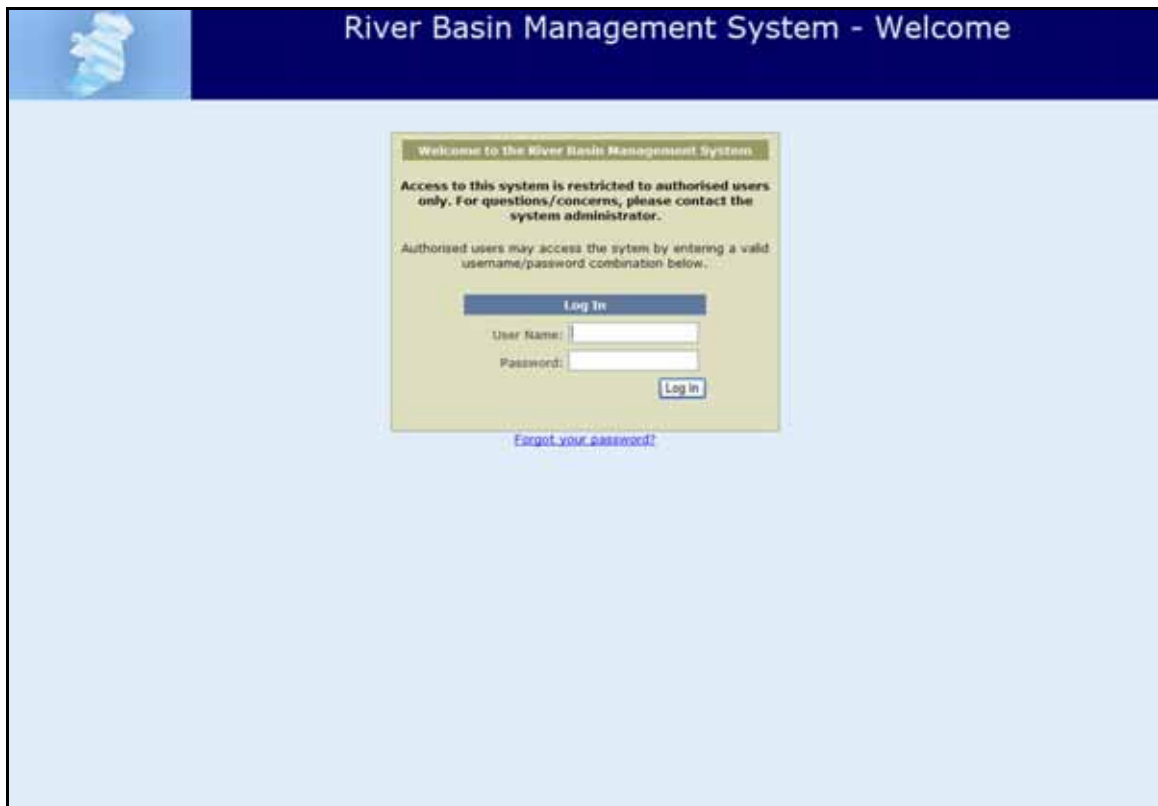 River Basin Management System - Welcome
Welcome to the River Basin Management System
Access to this system is restricted to authorised users
only. For questions/concerns, please contact the
system administrator.
Authorised users may access the sytem by entering a valid
username/password combination below.
Log In
User Name:
Password:
Log In
Forgot your password?